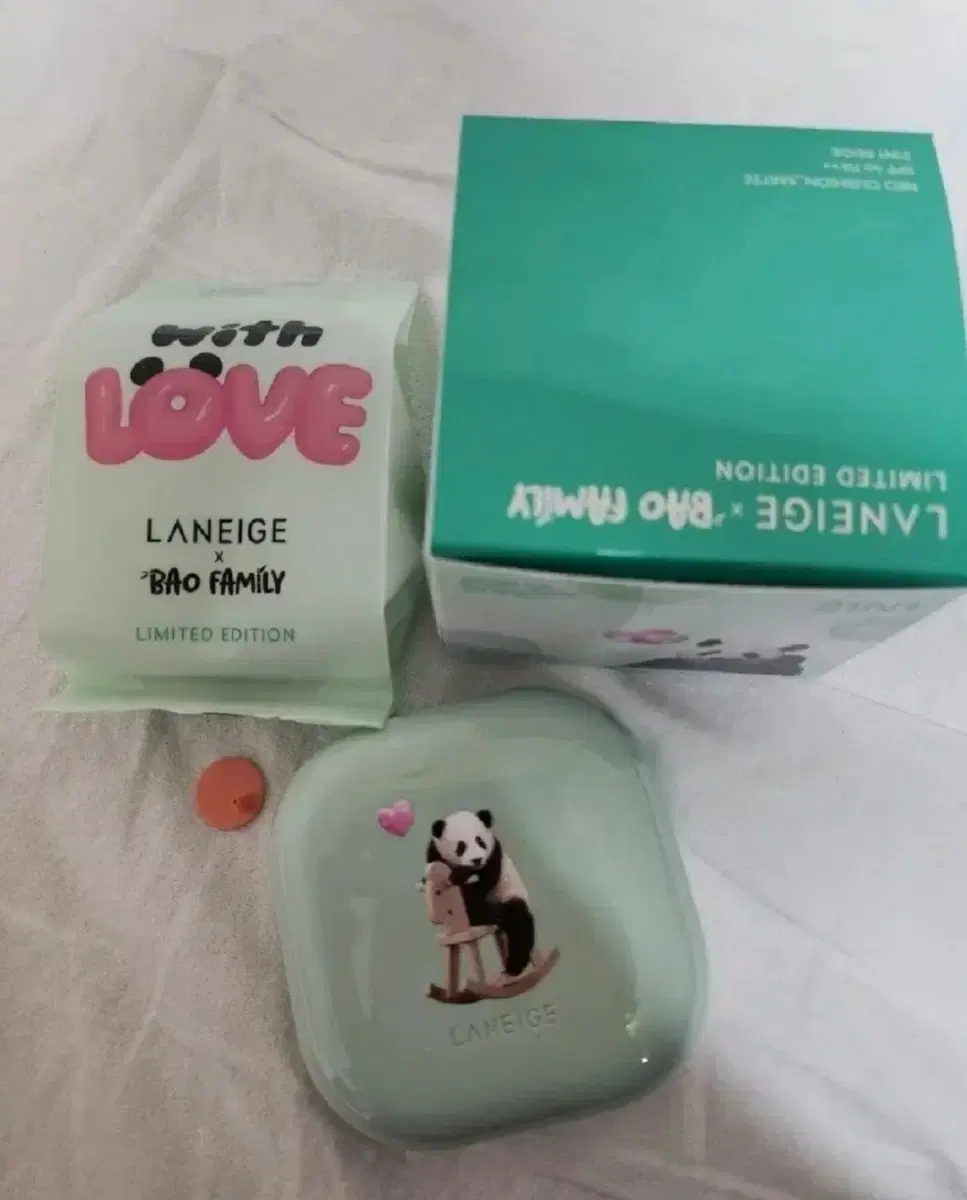 with
LOVE
LANEIGE
x
BAO FAMILY
LIMITED EDITION
LANEIGE x BAO FAMILY
LIMITED EDITION
NEO CUSHION_MATTE
LANEIGE